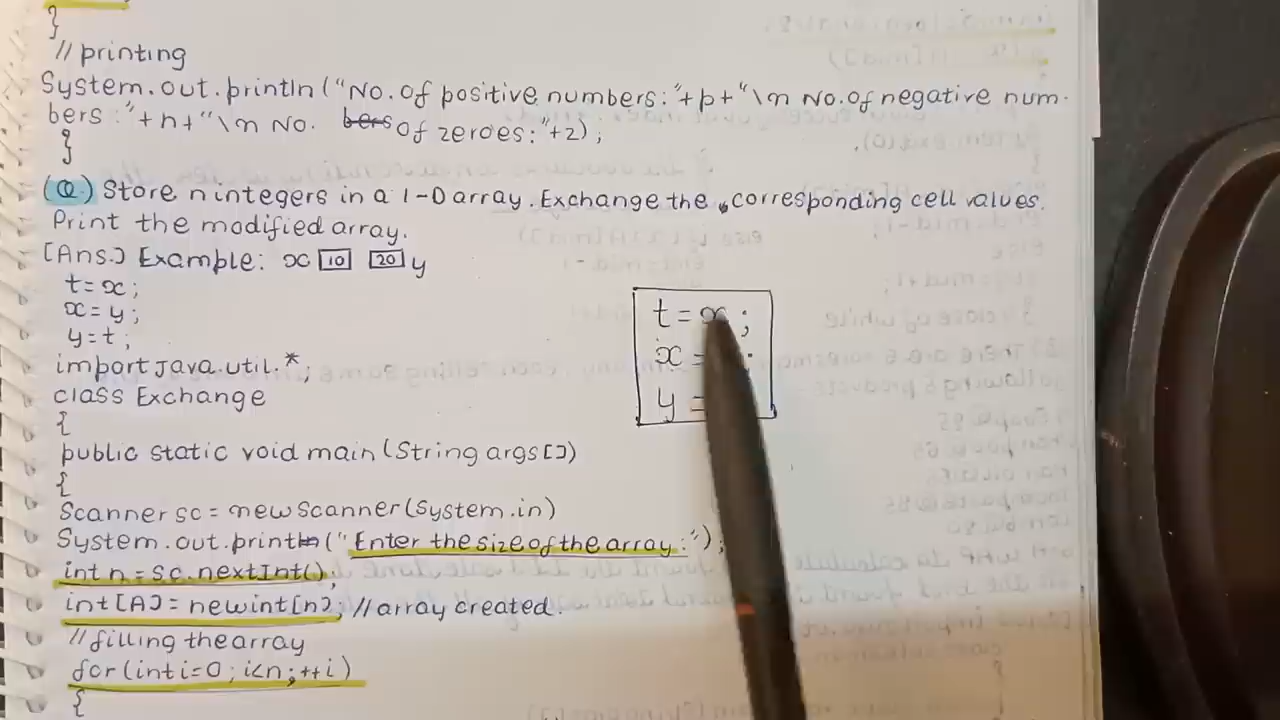 }
// printing
System.out.println("No. of positive numbers:"+p+"\n No. of negative num-
bers :"+n+"\n No. bers of zeroes:"+z);
}
(Q.) Store n integers in a 1-D array. Exchange the corresponding cell values.
Print the modified array.
[Ans.] Example: x 10 20 y
t=x;
x=y;
y=t;
import java.util.*;
class Exchange
{
public static void main(String args[])
{
Scanner sc = new Scanner(System.in)
System.out.print("Enter the size of the array:");
int n = sc.nextInt();
int[A] = new int[n]; // array created.
// filling the array
for(int i=0; i<n; ++i)
{
t = x ;
x = ;
y =